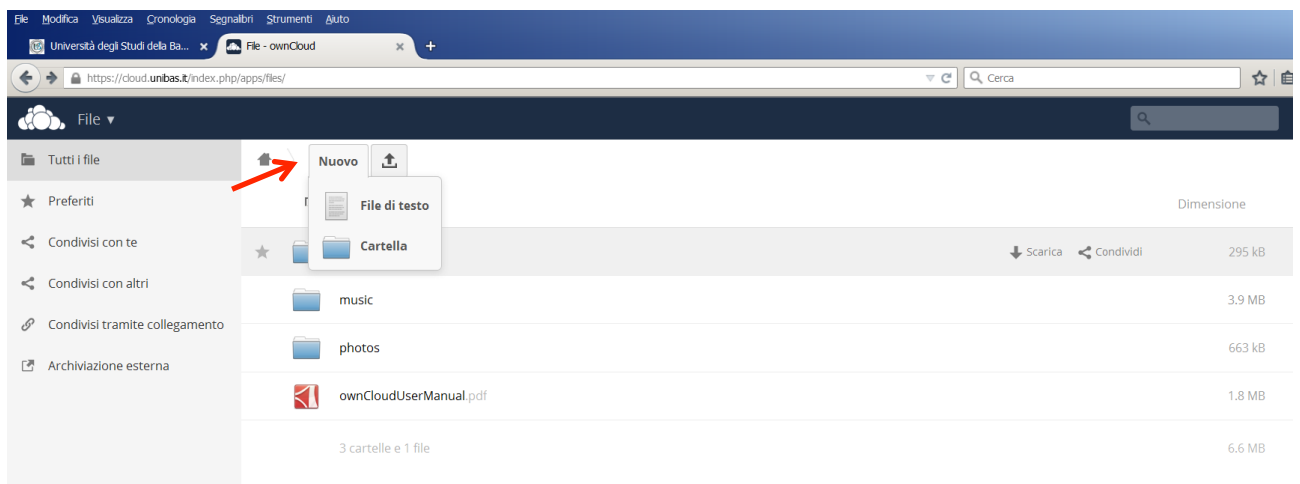 File Modifica Visualizza Cronologia Segnalibri Strumenti Aiuto
Università degli Studi della Ba... × File - ownCloud × +
https://cloud.unibas.it/index.php/apps/files/ Cerca
File ▾
Tutti i file
Nuovo
Preferiti
File di testo
Dimensione
Condivisi con te
Cartella
Scarica Condividi 295 kB
Condivisi con altri
music 3.9 MB
Condivisi tramite collegamento
photos 663 kB
Archiviazione esterna
ownCloudUserManual.pdf 1.8 MB
3 cartelle e 1 file 6.6 MB